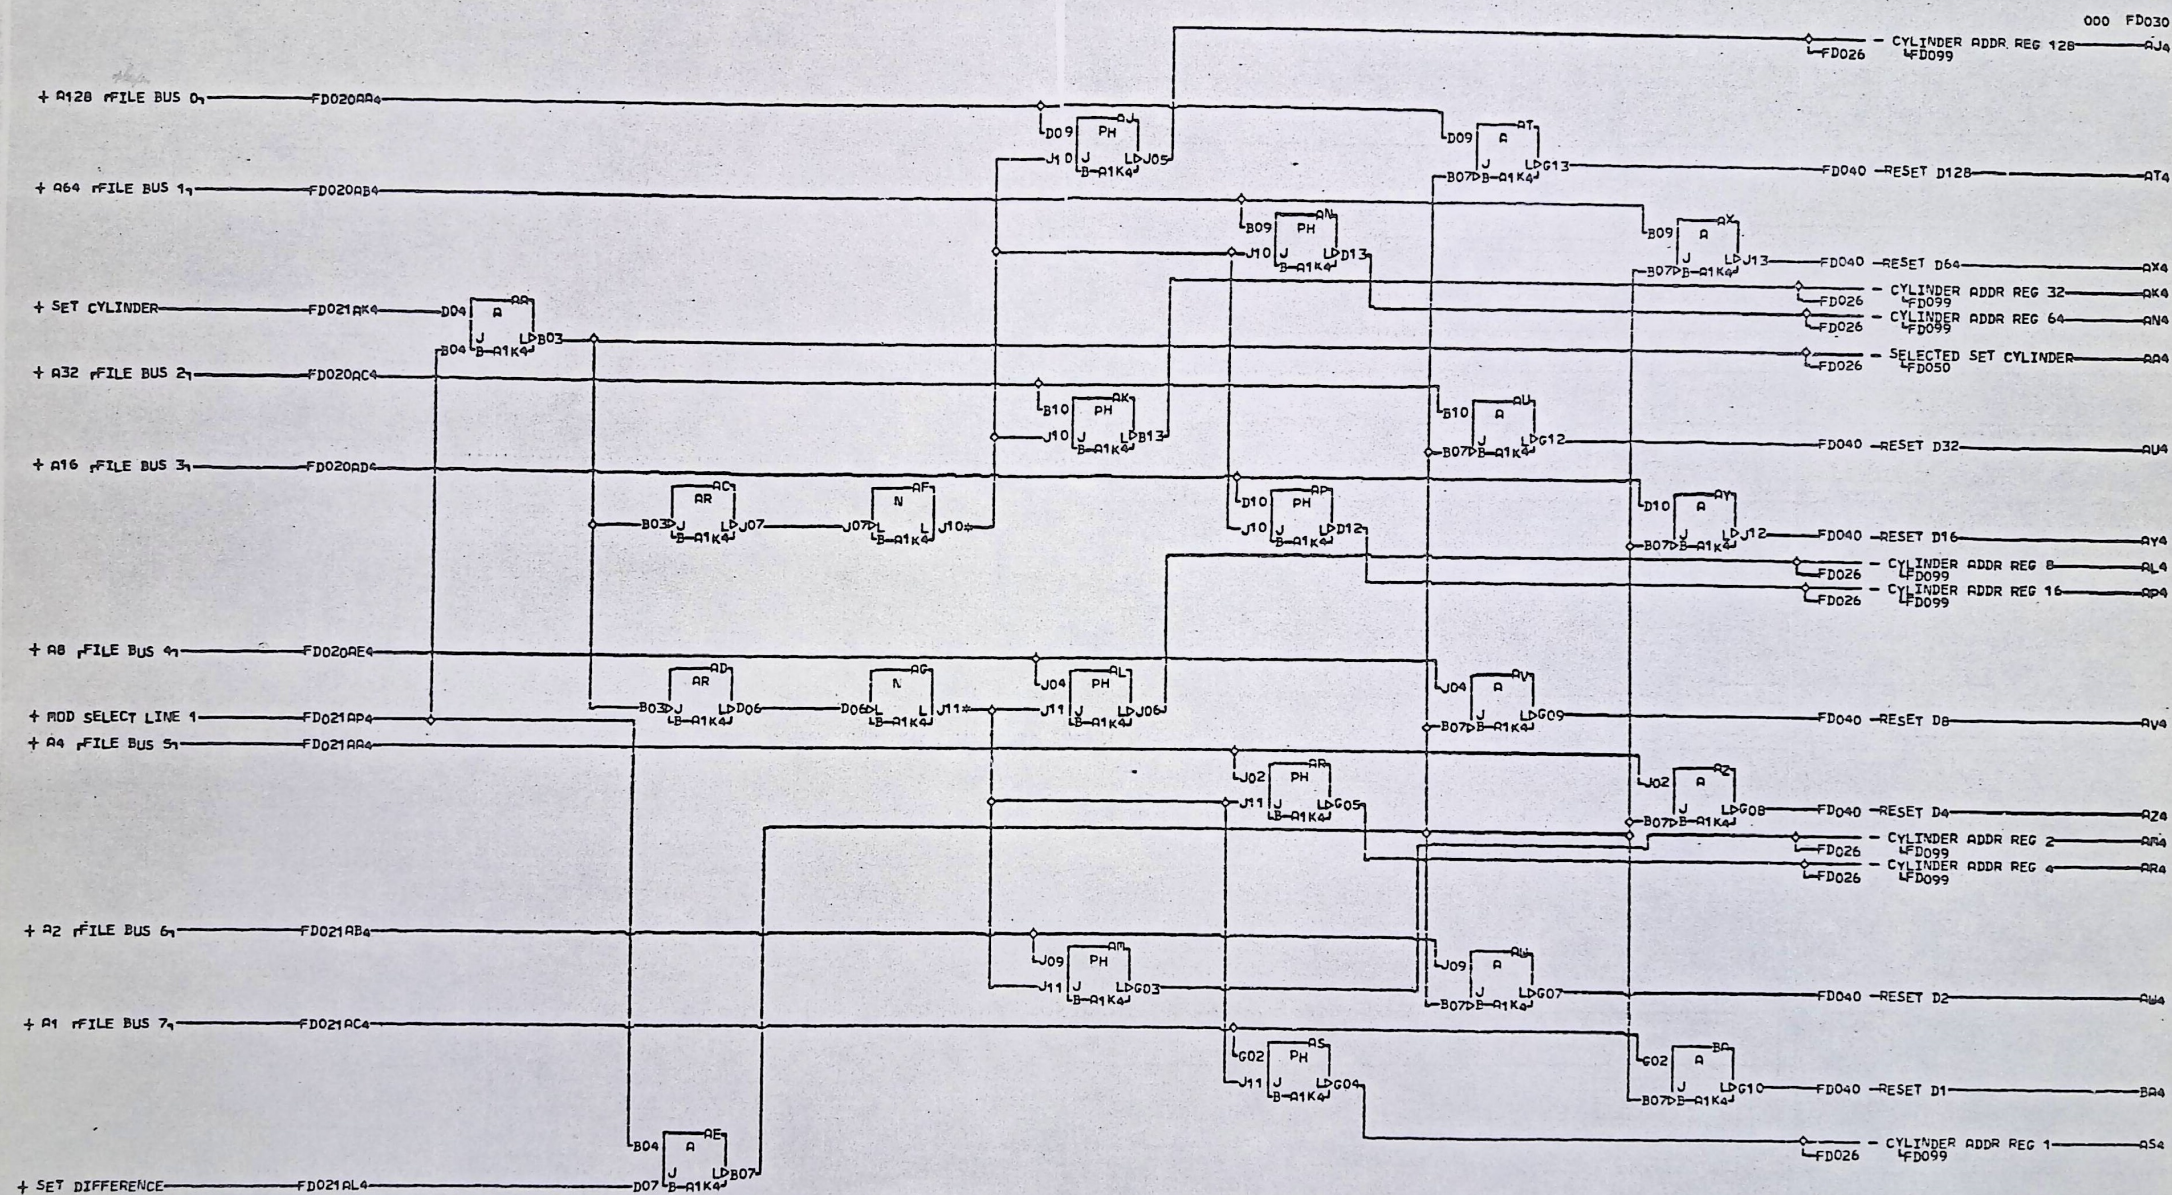 000 FD030
- CYLINDER ADDR. REG 128 AJ4
FD026 FD099
+ A128 FILE BUS 0 FD020AA4
D09 AJ PH
J10 J L J05
B-A1K4
D09 AT A
J L G13 FD040 -RESET D128 AT4
B07 B-A1K4
+ A64 FILE BUS 1 FD020AB4
B09 AN PH
J10 J L D13
B-A1K4
B09 AX A
J L J13 FD040 -RESET D64 AX4
B07 B-A1K4
- CYLINDER ADDR REG 32 AK4
FD026 FD099
- CYLINDER ADDR REG 64 AN4
FD026 FD099
+ SET CYLINDER FD021AK4 D04 AA A
J L B03
B04 B-A1K4
- SELECTED SET CYLINDER AA4
FD026 FD050
+ A32 FILE BUS 2 FD020AC4
B10 AK PH
J10 J L B13
B-A1K4
B10 AU A
J L G12 FD040 -RESET D32 AU4
B07 B-A1K4
+ A16 FILE BUS 3 FD020AD4
AC AR
B03 J L J07
B-A1K4
AF N
J07 L L J10*
B-A1K4
D10 AP PH
J10 J L D12
B-A1K4
D10 AY A
J L J12 FD040 -RESET D16 AY4
B07 B-A1K4
- CYLINDER ADDR REG 8 AL4
FD026 FD099
- CYLINDER ADDR REG 16 AP4
FD026 FD099
+ A8 FILE BUS 4 FD020AE4
AD AR
B03 J L D06
B-A1K4
AG N
D06 L L J11*
B-A1K4
J04 AL PH
J11 J L J06
B-A1K4
J04 AV A
J L G09 FD040 -RESET D8 AV4
B07 B-A1K4
+ MOD SELECT LINE 1 FD021AP4
+ A4 FILE BUS 5 FD021AA4
J02 AR PH
J11 J L G05
B-A1K4
J02 AZ A
J L G08 FD040 -RESET D4 AZ4
B07 B-A1K4
- CYLINDER ADDR REG 2 AM4
FD026 FD099
- CYLINDER ADDR REG 4 AR4
FD026 FD099
+ A2 FILE BUS 6 FD021AB4
J09 AM PH
J11 J L G03
B-A1K4
J09 AW A
J L G07 FD040 -RESET D2 AW4
B07 B-A1K4
+ A1 FILE BUS 7 FD021AC4
G02 AS PH
J11 J L G04
B-A1K4
G02 BA A
J L G10 FD040 -RESET D1 BA4
B07 B-A1K4
- CYLINDER ADDR REG 1 AS4
FD026 FD099
B04 AE A
J L B07
+ SET DIFFERENCE FD021AL4 D07 B-A1K4